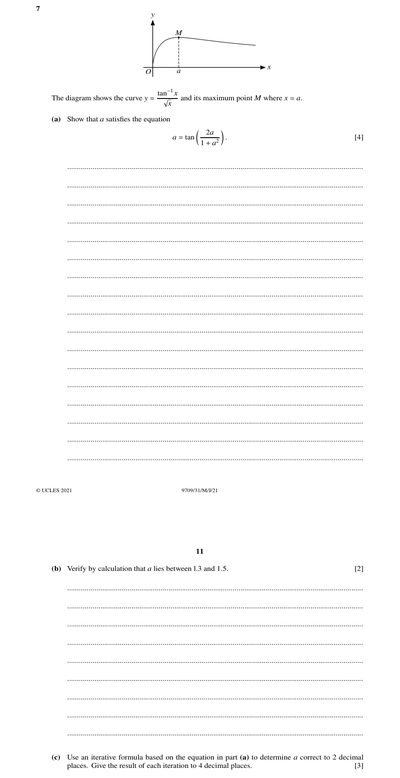 7
y
M
O
a
x
The diagram shows the curve y = tan⁻¹ x / √x and its maximum point M where x = a.
(a) Show that a satisfies the equation
a = tan(2a / (1 + a²)). [4]
© UCLES 2021 9709/31/M/J/21
11
(b) Verify by calculation that a lies between 1.3 and 1.5. [2]
(c) Use an iterative formula based on the equation in part (a) to determine a correct to 2 decimal
places. Give the result of each iteration to 4 decimal places. [3]